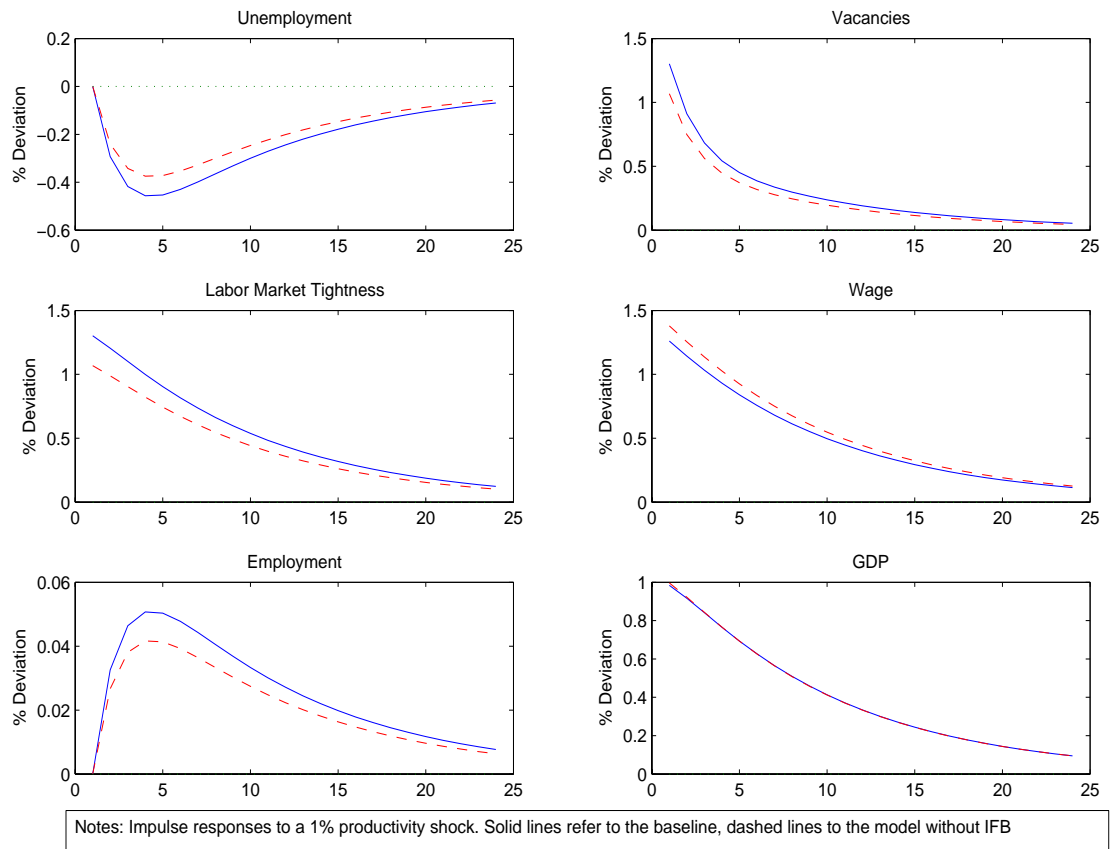 Unemployment
% Deviation
0.2
0
−0.2
−0.4
−0.6
0 5 10 15 20 25
Vacancies
% Deviation
1.5
1
0.5
0
0 5 10 15 20 25
Labor Market Tightness
% Deviation
1.5
1
0.5
0
0 5 10 15 20 25
Wage
% Deviation
1.5
1
0.5
0
0 5 10 15 20 25
Employment
% Deviation
0.06
0.04
0.02
0
0 5 10 15 20 25
GDP
% Deviation
1
0.8
0.6
0.4
0.2
0
0 5 10 15 20 25
Notes: Impulse responses to a 1% productivity shock. Solid lines refer to the baseline, dashed lines to the model without IFB